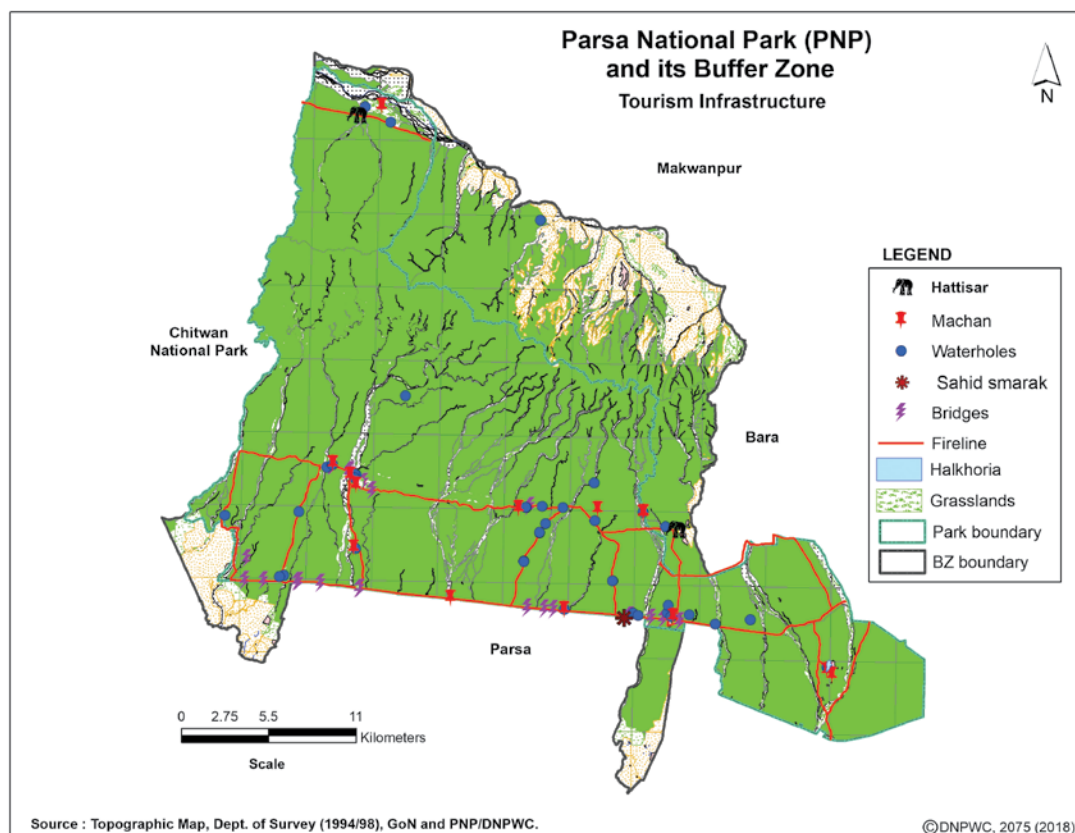 Parsa National Park (PNP)
and its Buffer Zone
Tourism Infrastructure
N
Makwanpur
Chitwan
National Park
Bara
Parsa
LEGEND
Hattisar
Machan
Waterholes
Sahid smarak
Bridges
Fireline
Halkhoria
Grasslands
Park boundary
BZ boundary
0 2.75 5.5 11
Kilometers
Scale
Source : Topographic Map, Dept. of Survey (1994/98), GoN and PNP/DNPWC.
©DNPWC, 2075 (2018)